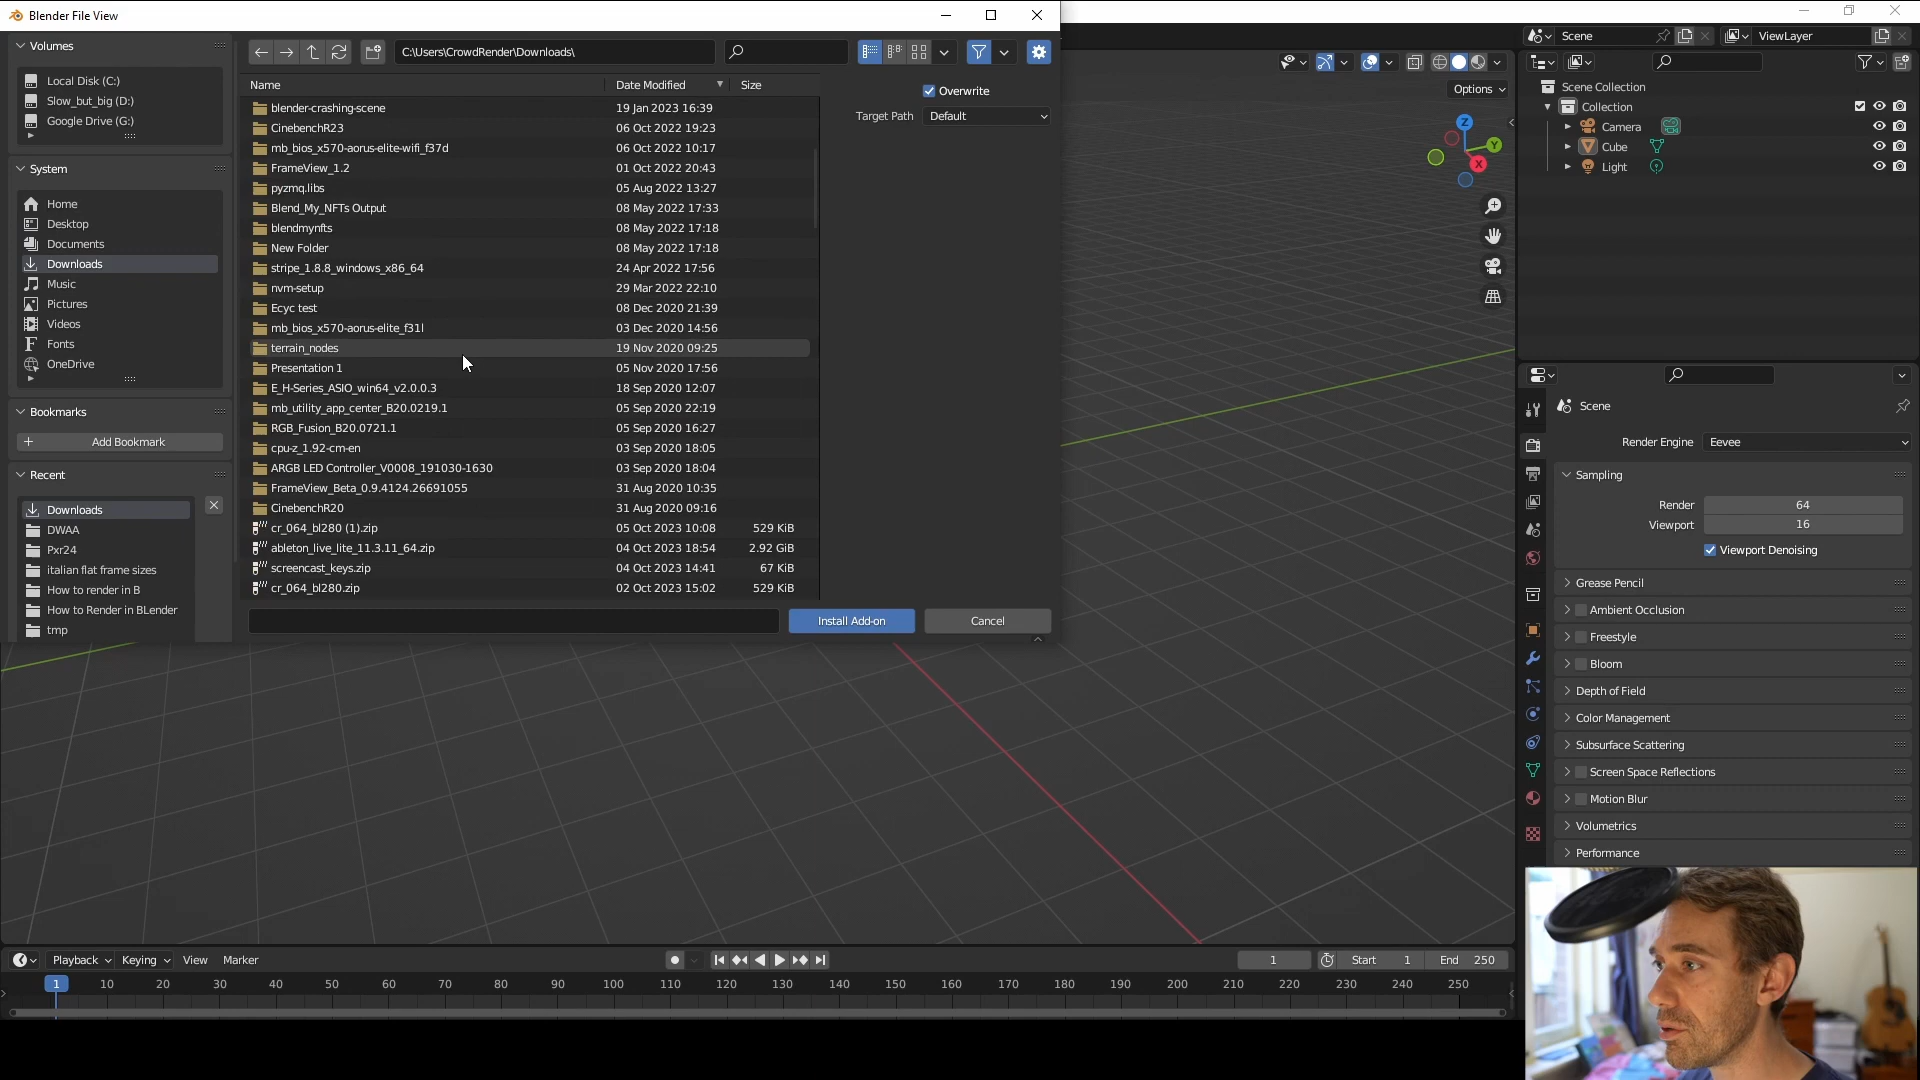 Blender File View
Volumes
Local Disk (C:)
Slow_but_big (D:)
Google Drive (G:)
System
Home
Desktop
Documents
Downloads
Music
Pictures
Videos
Fonts
OneDrive
Bookmarks
Add Bookmark
Recent
Downloads
DWAA
Pxr24
italian flat frame sizes
How to render in B
How to Render in BLender
tmp
C:\Users\CrowdRender\Downloads\
Name Date Modified Size
blender-crashing-scene 19 Jan 2023 16:39
CinebenchR23 06 Oct 2022 19:23
mb_bios_x570-aorus-elite-wifi_f37d 06 Oct 2022 10:17
FrameView_1.2 01 Oct 2022 20:43
pyzmq.libs 05 Aug 2022 13:27
Blend_My_NFTs Output 08 May 2022 17:33
blendmynfts 08 May 2022 17:18
New Folder 08 May 2022 17:18
stripe_1.8.8_windows_x86_64 24 Apr 2022 17:56
nvm-setup 29 Mar 2022 22:10
Ecyc test 08 Dec 2020 21:39
mb_bios_x570-aorus-elite_f31l 03 Dec 2020 14:56
terrain_nodes 19 Nov 2020 09:25
Presentation 1 05 Nov 2020 17:56
E_H-Series_ASIO_win64_v2.0.0.3 18 Sep 2020 12:07
mb_utility_app_center_B20.0219.1 05 Sep 2020 22:19
RGB_Fusion_B20.0721.1 05 Sep 2020 16:27
cpu-z_1.92-cm-en 03 Sep 2020 18:05
ARGB LED Controller_V0008_191030-1630 03 Sep 2020 18:04
FrameView_Beta_0.9.4124.26691055 31 Aug 2020 10:35
CinebenchR20 31 Aug 2020 09:16
cr_064_bl280 (1).zip 05 Oct 2023 10:08 529 KiB
ableton_live_lite_11.3.11_64.zip 04 Oct 2023 18:54 2.92 GiB
screencast_keys.zip 04 Oct 2023 14:41 67 KiB
cr_064_bl280.zip 02 Oct 2023 15:02 529 KiB
Install Add-on Cancel
Overwrite
Target Path Default
Scene ViewLayer
Options
Z
Y
X
Scene Collection
Collection
Camera
Cube
Light
Scene
Render Engine Eevee
Sampling
Render 64
Viewport 16
Viewport Denoising
Grease Pencil
Ambient Occlusion
Freestyle
Bloom
Depth of Field
Color Management
Subsurface Scattering
Screen Space Reflections
Motion Blur
Volumetrics
Performance
Playback Keying View Marker 1 Start 1 End 250
1 10 20 30 40 50 60 70 80 90 100 110 120 130 140 150 160 170 180 190 200 210 220 230 240 250